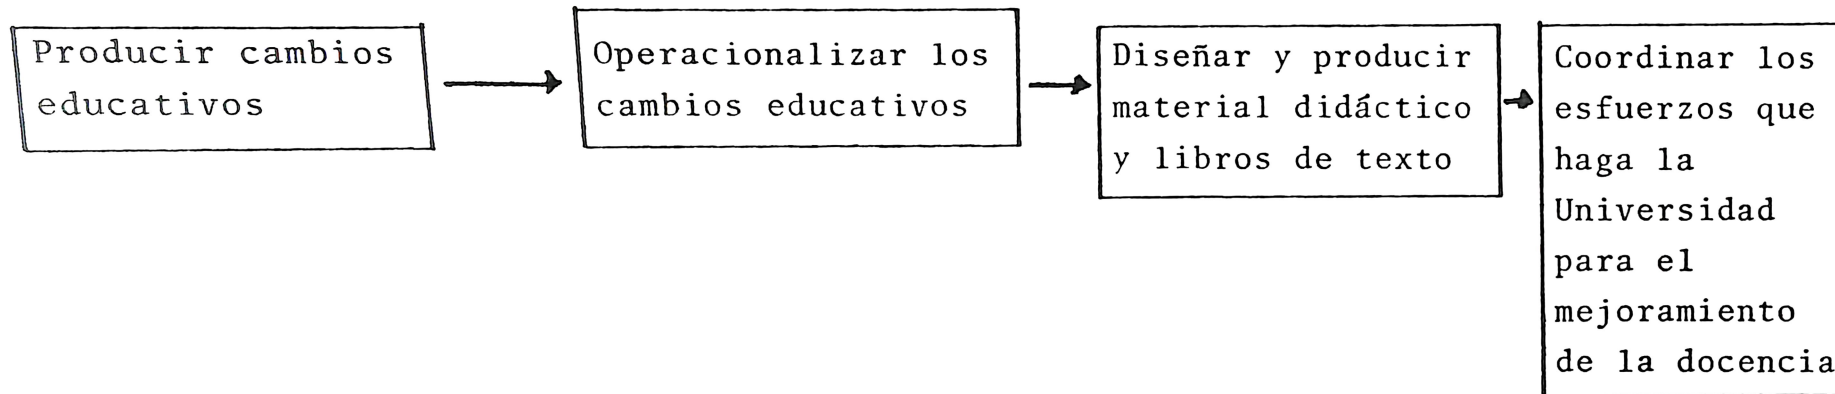 Producir cambios
educativos
Operacionalizar los
cambios educativos
Diseñar y producir
material didáctico
y libros de texto
Coordinar los
esfuerzos que
haga la
Universidad
para el
mejoramiento
de la docencia